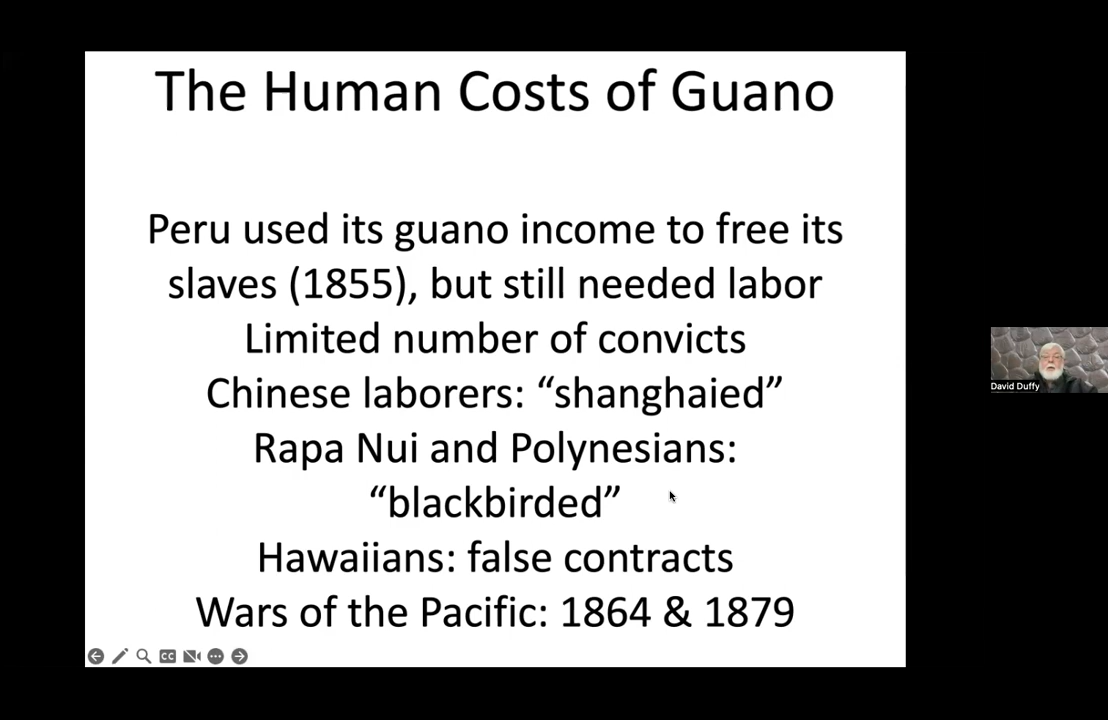 The Human Costs of Guano
Peru used its guano income to free its
slaves (1855), but still needed labor
Limited number of convicts
Chinese laborers: “shanghaied”
Rapa Nui and Polynesians:
“blackbirded”
Hawaiians: false contracts
Wars of the Pacific: 1864 & 1879
CC
David Duffy